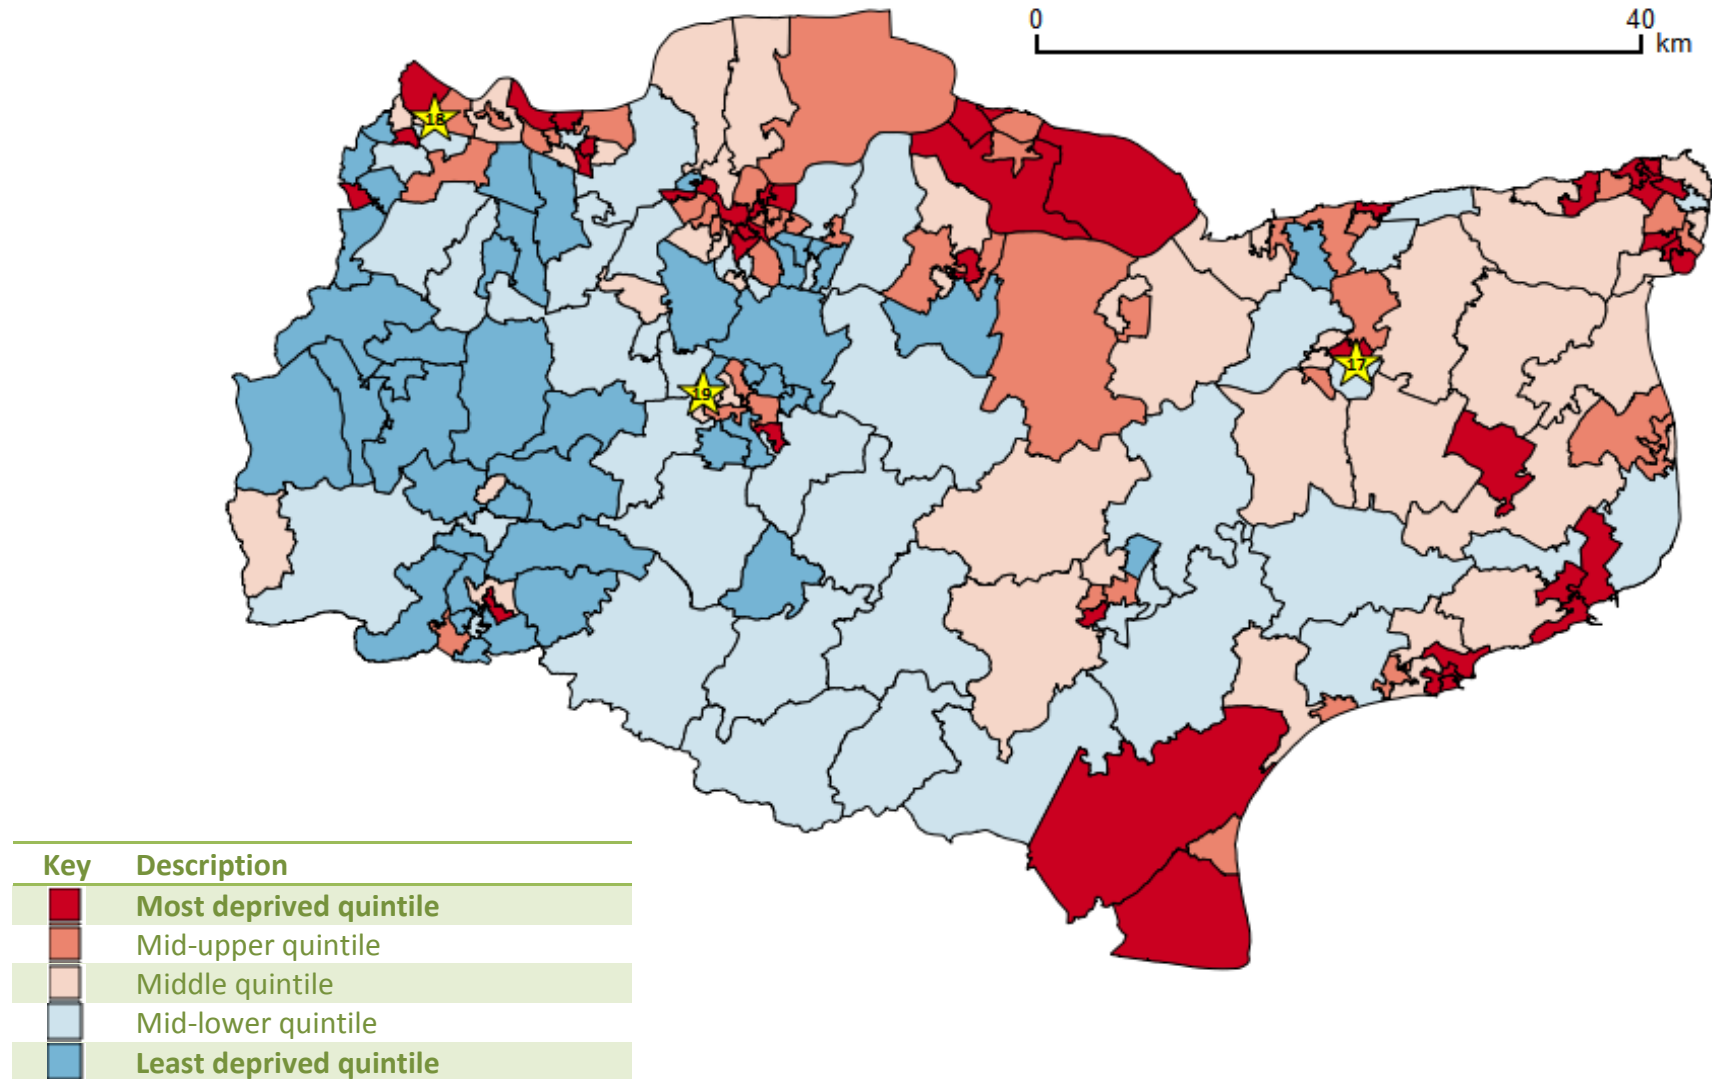 0 40
km
18
17
19
Key Description
Most deprived quintile
Mid-upper quintile
Middle quintile
Mid-lower quintile
Least deprived quintile